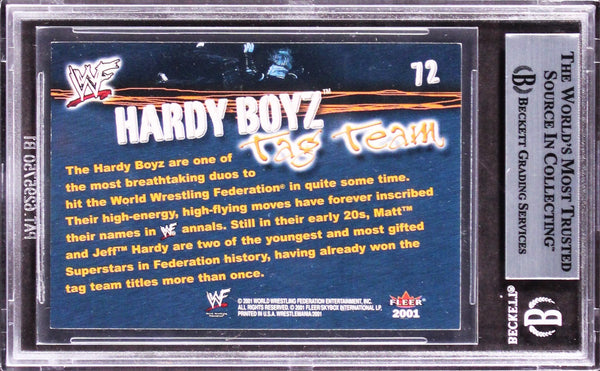 WF
72
HARDY BOYZ™
Tag Team
The Hardy Boyz are one of
the most breathtaking duos to
hit the World Wrestling Federation® in quite some time.
Their high-energy, high-flying moves have forever inscribed
their names in WF annals. Still in their early 20s, Matt™
and Jeff™ Hardy are two of the youngest and most gifted
Superstars in Federation history, having already won the
tag team titles more than once.
© 2001 WORLD WRESTLING FEDERATION ENTERTAINMENT, INC.
ALL RIGHTS RESERVED. © 2001 FLEER/SKYBOX INTERNATIONAL LP.
PRINTED IN U.S.A. WRESTLEMANIA 2001
WF
FLEER
2001
THE WORLD'S MOST TRUSTED
SOURCE IN COLLECTING™
BECKETT GRADING SERVICES
B
BECKETT
B